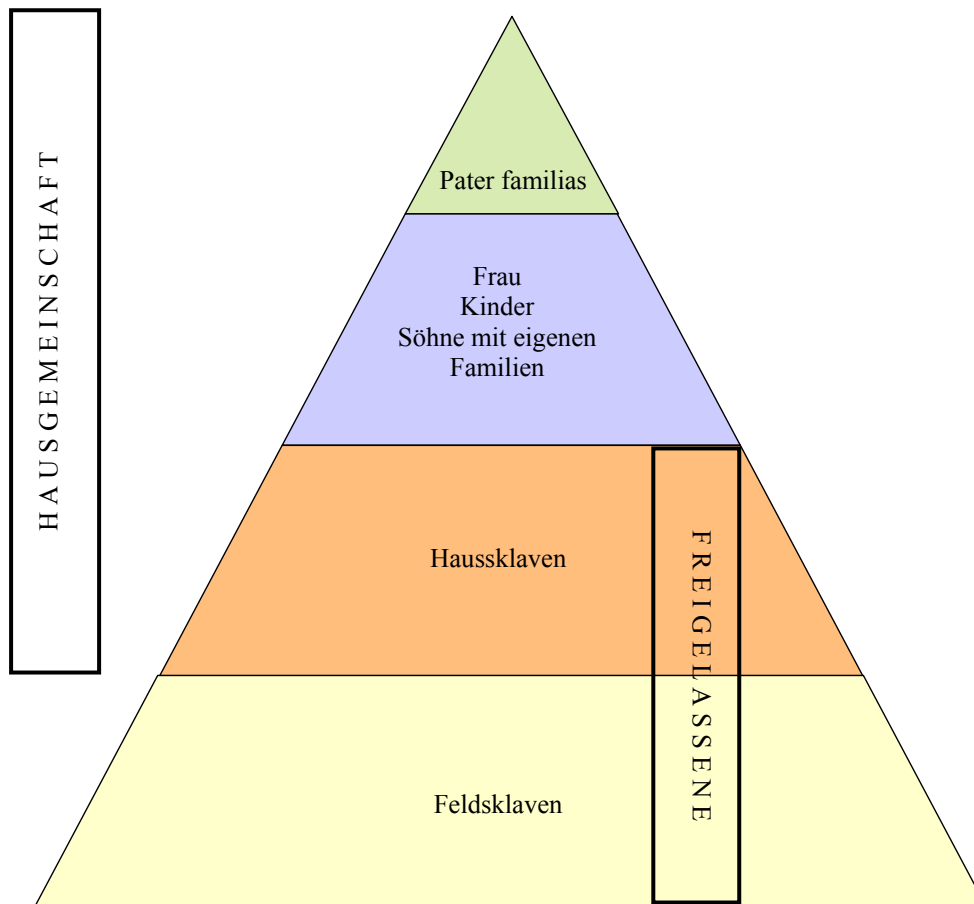 HAUSGEMEINSCHAFT
Pater familias
Frau
Kinder
Söhne mit eigenen
Familien
Haussklaven
FREIGELASSENE
Feldsklaven